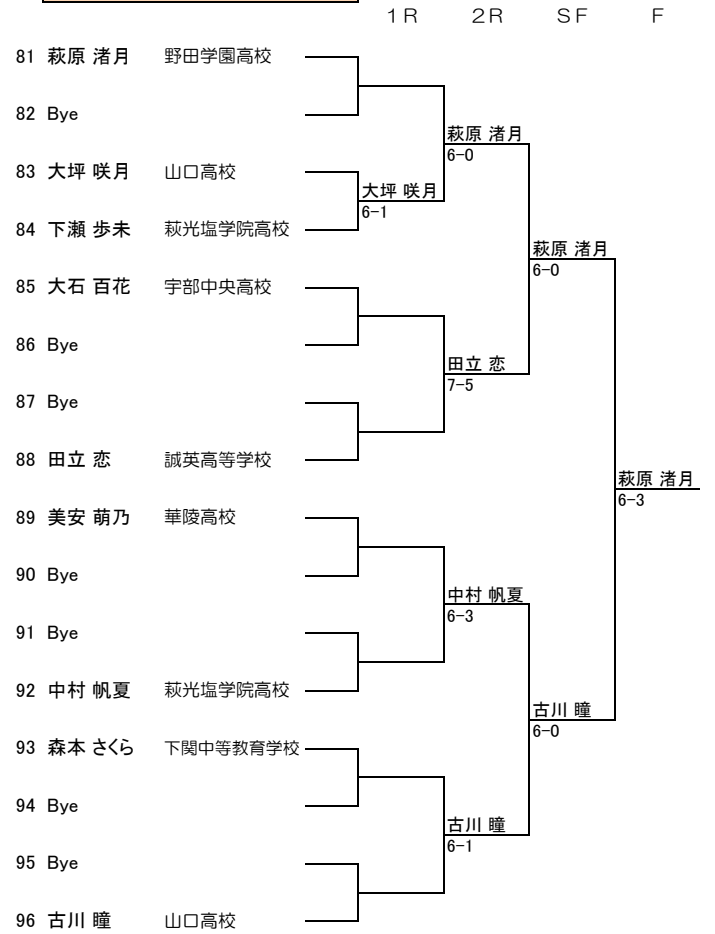 １Ｒ ２Ｒ ＳＦ Ｆ
81 萩原 渚月 野田学園高校
82 Bye
萩原 渚月
6-0
83 大坪 咲月 山口高校
大坪 咲月
6-1
84 下瀬 歩未 萩光塩学院高校
萩原 渚月
6-0
85 大石 百花 宇部中央高校
86 Bye
田立 恋
7-5
87 Bye
88 田立 恋 誠英高等学校
萩原 渚月
6-3
89 美安 萌乃 華陵高校
90 Bye
中村 帆夏
6-3
91 Bye
92 中村 帆夏 萩光塩学院高校
古川 瞳
6-0
93 森本 さくら 下関中等教育学校
94 Bye
古川 瞳
6-1
95 Bye
96 古川 瞳 山口高校